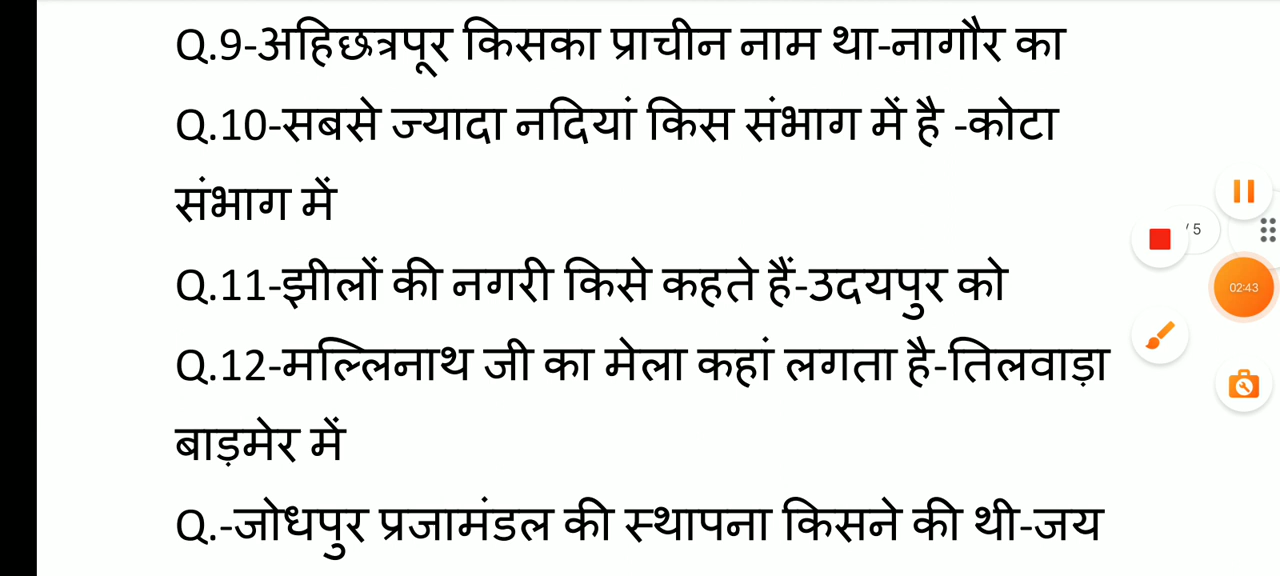 Q.9-अहिछत्रपूर किसका प्राचीन नाम था-नागौर का
Q.10-सबसे ज्यादा नदियां किस संभाग में है -कोटा
संभाग में
/ 5
Q.11-झीलों की नगरी किसे कहते हैं-उदयपुर को
02:43
Q.12-मल्लिनाथ जी का मेला कहां लगता है-तिलवाड़ा
बाड़मेर में
Q.-जोधपुर प्रजामंडल की स्थापना किसने की थी-जय